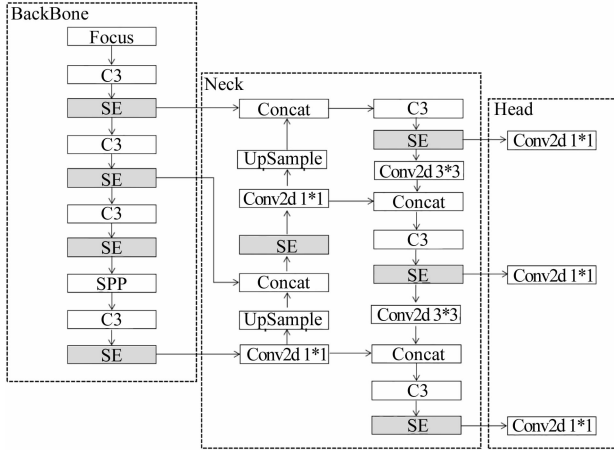 BackBone
Focus
C3
SE
C3
SE
C3
SE
SPP
C3
SE
Neck
Concat
UpSample
Conv2d 1*1
SE
Concat
UpSample
Conv2d 1*1
C3
SE
Conv2d 3*3
Concat
C3
SE
Conv2d 3*3
Concat
C3
SE
Head
Conv2d 1*1
Conv2d 1*1
Conv2d 1*1